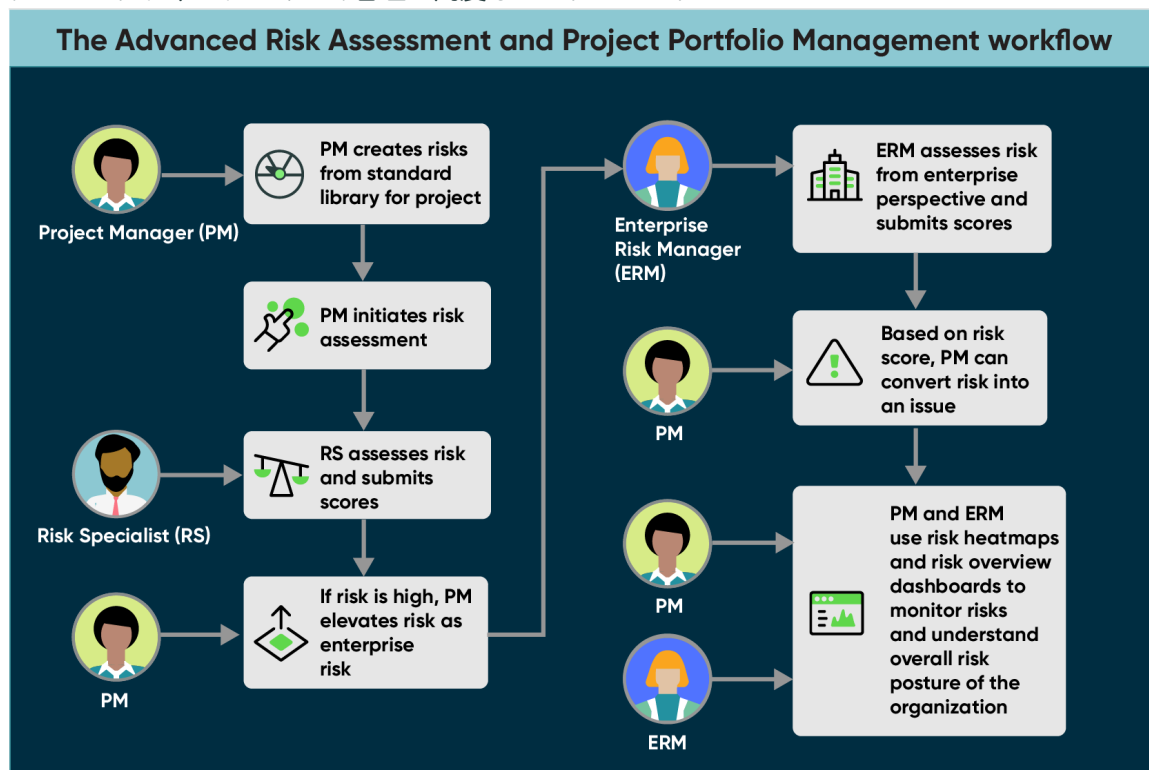 The Advanced Risk Assessment and Project Portfolio Management workflow
Project Manager (PM)
PM creates risks
from standard
library for project
PM initiates risk
assessment
Risk Specialist (RS)
RS assesses risk
and submits
scores
PM
If risk is high, PM
elevates risk as
enterprise
risk
Enterprise
Risk Manager
(ERM)
ERM assesses risk
from enterprise
perspective and
submits scores
PM
Based on risk
score, PM can
convert risk into
an issue
PM
ERM
PM and ERM
use risk heatmaps
and risk overview
dashboards to
monitor risks
and understand
overall risk
posture of the
organization